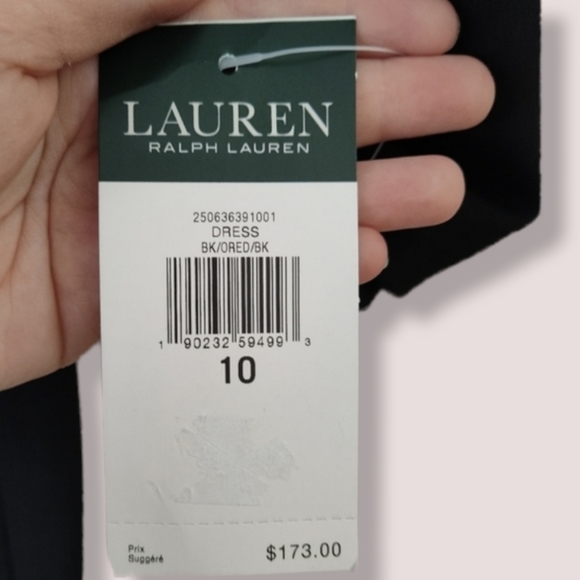 LAUREN
RALPH LAUREN
250636391001
DRESS
BK/ORED/BK
1 90232 59499 3
10
Prix
Suggéré
$173.00